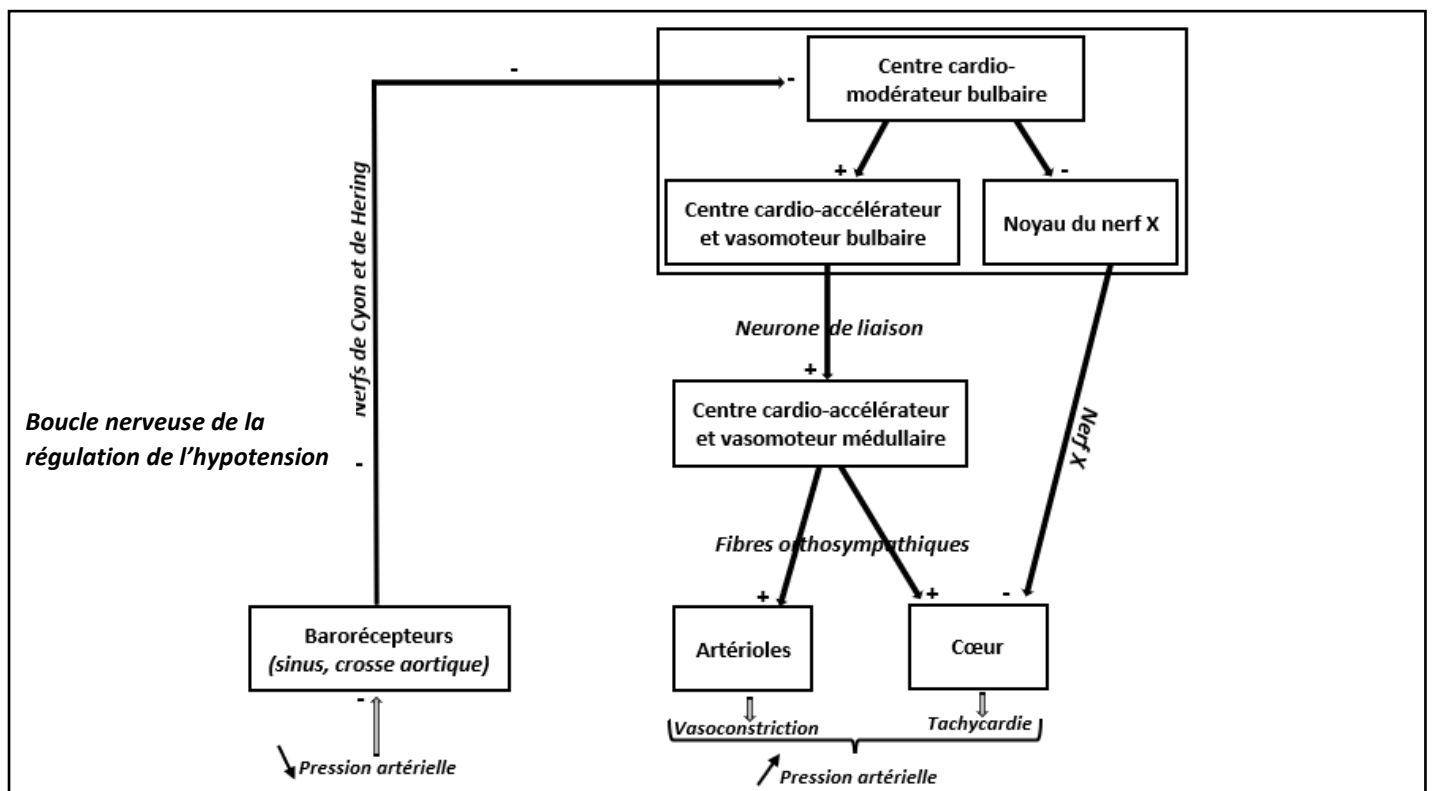 -
-
Centre cardio-
modérateur bulbaire
+
-
Centre cardio-accélérateur
et vasomoteur bulbaire
Noyau du nerf X
Nerfs de Cyon et de Hering
Neurone de liaison
+
Centre cardio-accélérateur
et vasomoteur médullaire
Nerf X
Boucle nerveuse de la
régulation de l’hypotension
-
Fibres orthosympathiques
+
+
-
Barorécepteurs
(sinus, crosse aortique)
Artérioles
Cœur
-
Vasoconstriction
Tachycardie
Pression artérielle
Pression artérielle